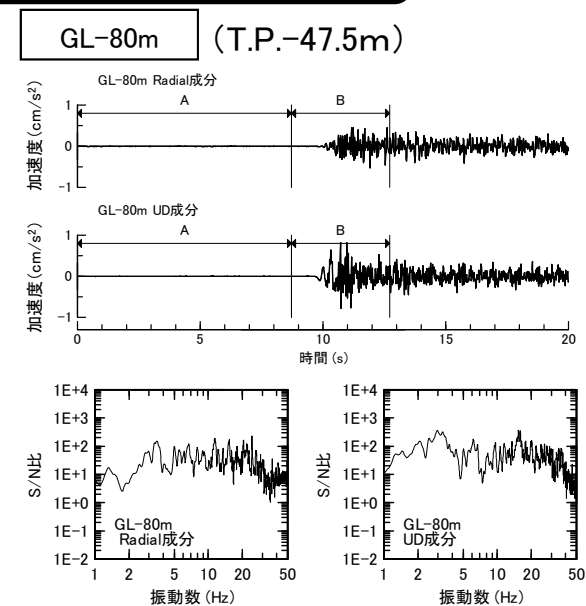 GL-80m (T.P.-47.5m)
GL-80m Radial成分
A B
加速度(cm/s²)
1
0
-1
GL-80m UD成分
A B
加速度(cm/s²)
1
0
-1
0 5 10 15 20
時間(s)
1E+4
1E+3
1E+2
1E+1
1E+0
1E-1
1E-2
S/N比
GL-80m
Radial成分
1 2 5 10 20 50
振動数(Hz)
1E+4
1E+3
1E+2
1E+1
1E+0
1E-1
1E-2
S/N比
GL-80m
UD成分
1 2 5 10 20 50
振動数(Hz)